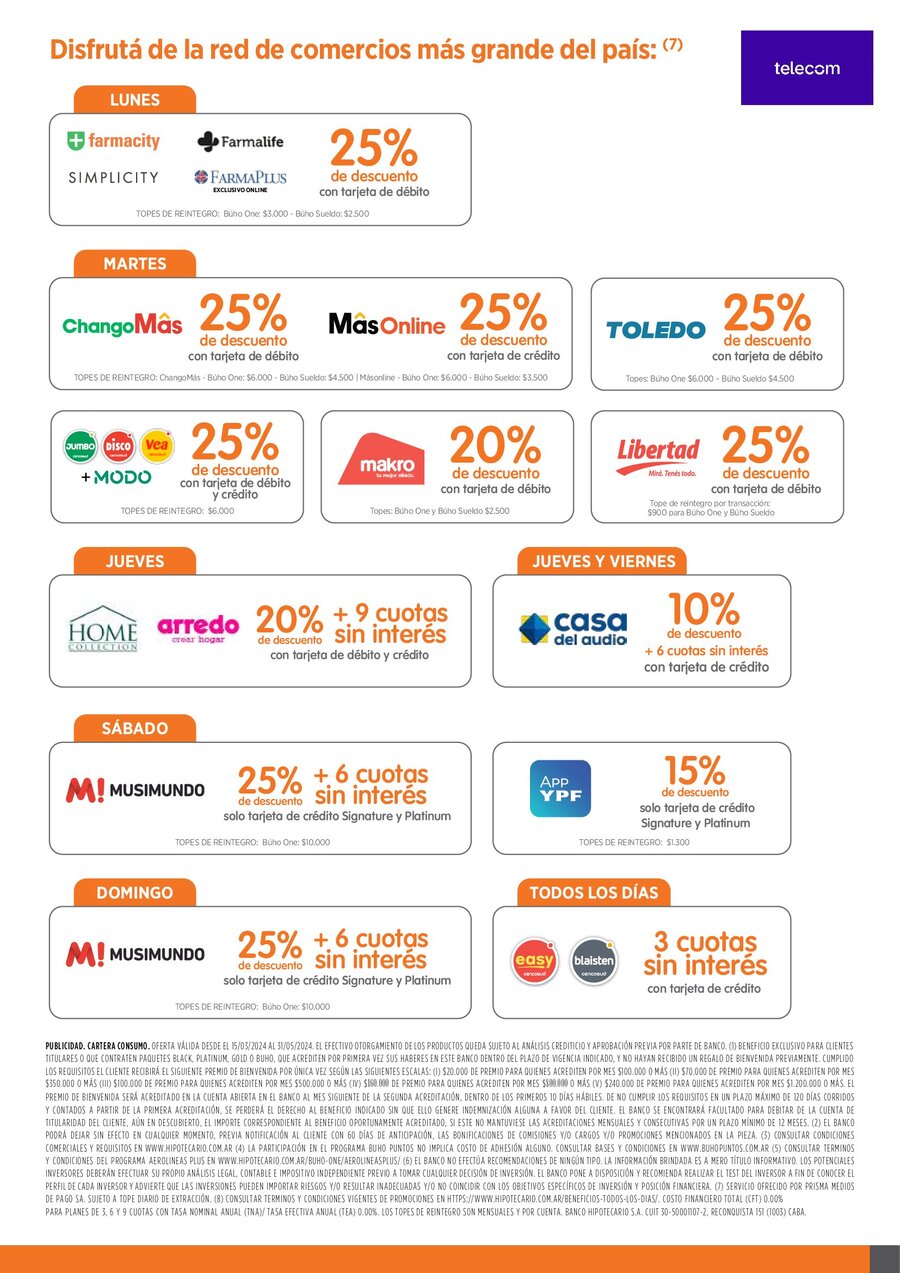 Disfrutá de la red de comercios más grande del país: (7)
telecom
LUNES
farmacity
Farmalife
SIMPLICITY
FARMAPLUS
EXCLUSIVO ONLINE
25%
de descuento
con tarjeta de débito
TOPES DE REINTEGRO: Búho One: $3.000 - Búho Sueldo: $2.500
MARTES
ChangoMâs
25%
de descuento
con tarjeta de débito
MâsOnline
25%
de descuento
con tarjeta de crédito
TOPES DE REINTEGRO: ChangoMâs - Búho One: $6.000 - Búho Sueldo: $4.500 | Másonline - Búho One: $6.000 - Búho Sueldo: $3.500
TOLEDO
25%
de descuento
con tarjeta de débito
Topes: Búho One $6.000 - Búho Sueldo $4.500
JUMBO
cencosud
DISCO
cencosud
Vea
cencosud
+MODO
25%
de descuento
con tarjeta de débito
y crédito
TOPES DE REINTEGRO: $6.000
makro
tu mejor aliado.
20%
de descuento
con tarjeta de débito
Topes: Búho One y Búho Sueldo $2.500
Libertad
Mirá. Tenés todo.
25%
de descuento
con tarjeta de débito
Tope de reintegro por transacción:
$900 para Búho One y Búho Sueldo
JUEVES
HOME
COLLECTION
arredo
crear hogar
20%
de descuento
+ 9 cuotas
sin interés
con tarjeta de débito y crédito
JUEVES Y VIERNES
casa
del audio
10%
de descuento
+ 6 cuotas sin interés
con tarjeta de crédito
SÁBADO
M! MUSIMUNDO
25%
de descuento
+ 6 cuotas
sin interés
solo tarjeta de crédito Signature y Platinum
TOPES DE REINTEGRO: Búho One: $10.000
APP
YPF
15%
de descuento
solo tarjeta de crédito
Signature y Platinum
TOPES DE REINTEGRO: $1.300
DOMINGO
M! MUSIMUNDO
25%
de descuento
+ 6 cuotas
sin interés
solo tarjeta de crédito Signature y Platinum
TOPES DE REINTEGRO: Búho One: $10.000
TODOS LOS DÍAS
easy
cencosud
blaisten
cencosud
3 cuotas
sin interés
con tarjeta de crédito
PUBLICIDAD. CARTERA CONSUMO. OFERTA VÁLIDA DESDE EL 15/03/2024 AL 31/05/2024. EL EFECTIVO OTORGAMIENTO DE LOS PRODUCTOS QUEDA SUJETO AL ANÁLISIS CREDITICIO Y APROBACIÓN PREVIA POR PARTE DE BANCO. (1) BENEFICIO EXCLUSIVO PARA CLIENTES
TITULARES O QUE CONTRATEN PAQUETES BLACK, PLATINUM, GOLD O BUHO, QUE ACREDITEN POR PRIMERA VEZ SUS HABERES EN ESTE BANCO DENTRO DEL PLAZO DE VIGENCIA INDICADO, Y NO HAYAN RECIBIDO UN REGALO DE BIENVENIDA PREVIAMENTE. CUMPLIDO
LOS REQUISITOS EL CLIENTE RECIBIRÁ EL SIGUIENTE PREMIO DE BIENVENIDA POR ÚNICA VEZ SEGÚN LAS SIGUIENTES ESCALAS: (I) $20.000 DE PREMIO PARA QUIENES ACREDITEN POR MES $100.000 O MÁS (II) $70.000 DE PREMIO PARA QUIENES ACREDITEN POR MES
$350.000 O MÁS (III) $100.000 DE PREMIO PARA QUIENES ACREDITEN POR MES $500.000 O MÁS (IV) $160.000 DE PREMIO PARA QUIENES ACREDITEN POR MES $800.000 O MÁS (V) $240.000 DE PREMIO PARA QUIENES ACREDITEN POR MES $1.200.000 O MÁS. EL
PREMIO DE BIENVENIDA SERÁ ACREDITADO EN LA CUENTA ABIERTA EN EL BANCO AL MES SIGUIENTE DE LA SEGUNDA ACREDITACIÓN, DENTRO DE LOS PRIMEROS 10 DÍAS HÁBILES. DE NO CUMPLIR LOS REQUISITOS EN UN PLAZO MÁXIMO DE 120 DÍAS CORRIDOS
Y CONTADOS A PARTIR DE LA PRIMERA ACREDITACIÓN, SE PERDERÁ EL DERECHO AL BENEFICIO INDICADO SIN QUE ELLO GENERE INDEMNIZACIÓN ALGUNA A FAVOR DEL CLIENTE. EL BANCO SE ENCONTRARÁ FACULTADO PARA DEBITAR DE LA CUENTA DE
TITULARIDAD DEL CLIENTE, AÚN EN DESCUBIERTO, EL IMPORTE CORRESPONDIENTE AL BENEFICIO OPORTUNAMENTE ACREDITADO, SI ESTE NO MANTUVIESE LAS ACREDITACIONES MENSUALES Y CONSECUTIVAS POR UN PLAZO MÍNIMO DE 12 MESES. (2) EL BANCO
PODRÁ DEJAR SIN EFECTO EN CUALQUIER MOMENTO, PREVIA NOTIFICACIÓN AL CLIENTE CON 60 DÍAS DE ANTICIPACIÓN, LAS BONIFICACIONES DE COMISIONES Y/O CARGOS Y/O PROMOCIONES MENCIONADOS EN LA PIEZA. (3) CONSULTAR CONDICIONES
COMERCIALES Y REQUISITOS EN WWW.HIPOTECARIO.COM.AR (4) LA PARTICIPACIÓN EN EL PROGRAMA BUHO PUNTOS NO IMPLICA COSTO DE ADHESIÓN ALGUNO. CONSULTAR BASES Y CONDICIONES EN WWW.BUHOPUNTOS.COM.AR (5) CONSULTAR TERMINOS
Y CONDICIONES DEL PROGRAMA AEROLINEAS PLUS EN WWW.HIPOTECARIO.COM.AR/BUHO-ONE/AEROLINEASPLUS/ (6) EL BANCO NO EFECTÚA RECOMENDACIONES DE NINGÚN TIPO. LA INFORMACIÓN BRINDADA ES A MERO TÍTULO INFORMATIVO. LOS POTENCIALES
INVERSORES DEBERÁN EFECTUAR SU PROPIO ANÁLISIS LEGAL, CONTABLE E IMPOSITIVO INDEPENDIENTE PREVIO A TOMAR CUALQUIER DECISIÓN DE INVERSIÓN. EL BANCO PONE A DISPOSICIÓN Y RECOMIENDA REALIZAR EL TEST DEL INVERSOR A FIN DE CONOCER EL
PERFIL DE CADA INVERSOR Y ADVIERTE QUE LAS INVERSIONES PUEDEN IMPORTAR RIESGOS Y/O RESULTAR INADECUADAS Y/O NO COINCIDIR CON LOS OBJETIVOS ESPECÍFICOS DE INVERSIÓN Y POSICIÓN FINANCIERA. (7) SERVICIO OFRECIDO POR PRISMA MEDIOS
DE PAGO SA. SUJETO A TOPE DIARIO DE EXTRACCIÓN. (8) CONSULTAR TERMINOS Y CONDICIONES VIGENTES DE PROMOCIONES EN HTTPS://WWW.HIPOTECARIO.COM.AR/BENEFICIOS-TODOS-LOS-DIAS/. COSTO FINANCIERO TOTAL (CFT) 0.00%
PARA PLANES DE 3, 6 Y 9 CUOTAS CON TASA NOMINAL ANUAL (TNA)/ TASA EFECTIVA ANUAL (TEA) 0.00%. LOS TOPES DE REINTEGRO SON MENSUALES Y POR CUENTA. BANCO HIPOTECARIO S.A. CUIT 30-50001107-2, RECONQUISTA 151 (1003) CABA.